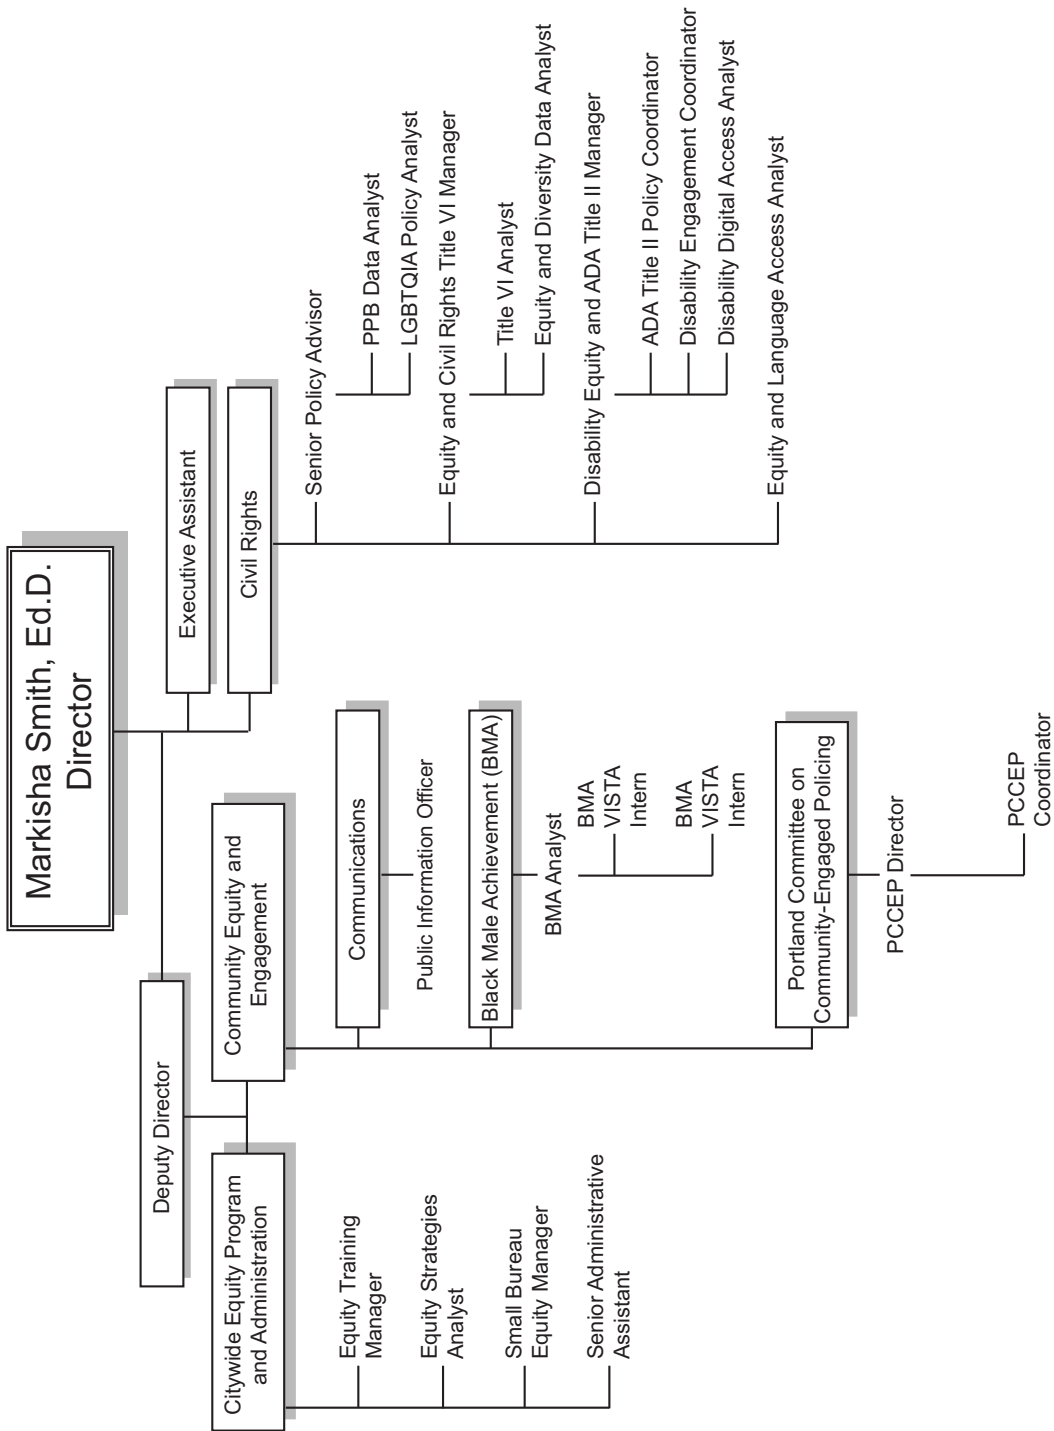 Markisha Smith, Ed.D.
Director
Deputy Director
Executive Assistant
Citywide Equity Program
and Administration
Equity Training
Manager
Equity Strategies
Analyst
Small Bureau
Equity Manager
Senior Administrative
Assistant
Community Equity and
Engagement
Communications
Public Information Officer
Black Male Achievement (BMA)
BMA Analyst
BMA
VISTA
Intern
BMA
VISTA
Intern
Portland Committee on
Community-Engaged Policing
PCCEP Director
PCCEP
Coordinator
Civil Rights
Senior Policy Advisor
PPB Data Analyst
LGBTQIA Policy Analyst
Equity and Civil Rights Title VI Manager
Title VI Analyst
Equity and Diversity Data Analyst
Disability Equity and ADA Title II Manager
ADA Title II Policy Coordinator
Disability Engagement Coordinator
Disability Digital Access Analyst
Equity and Language Access Analyst